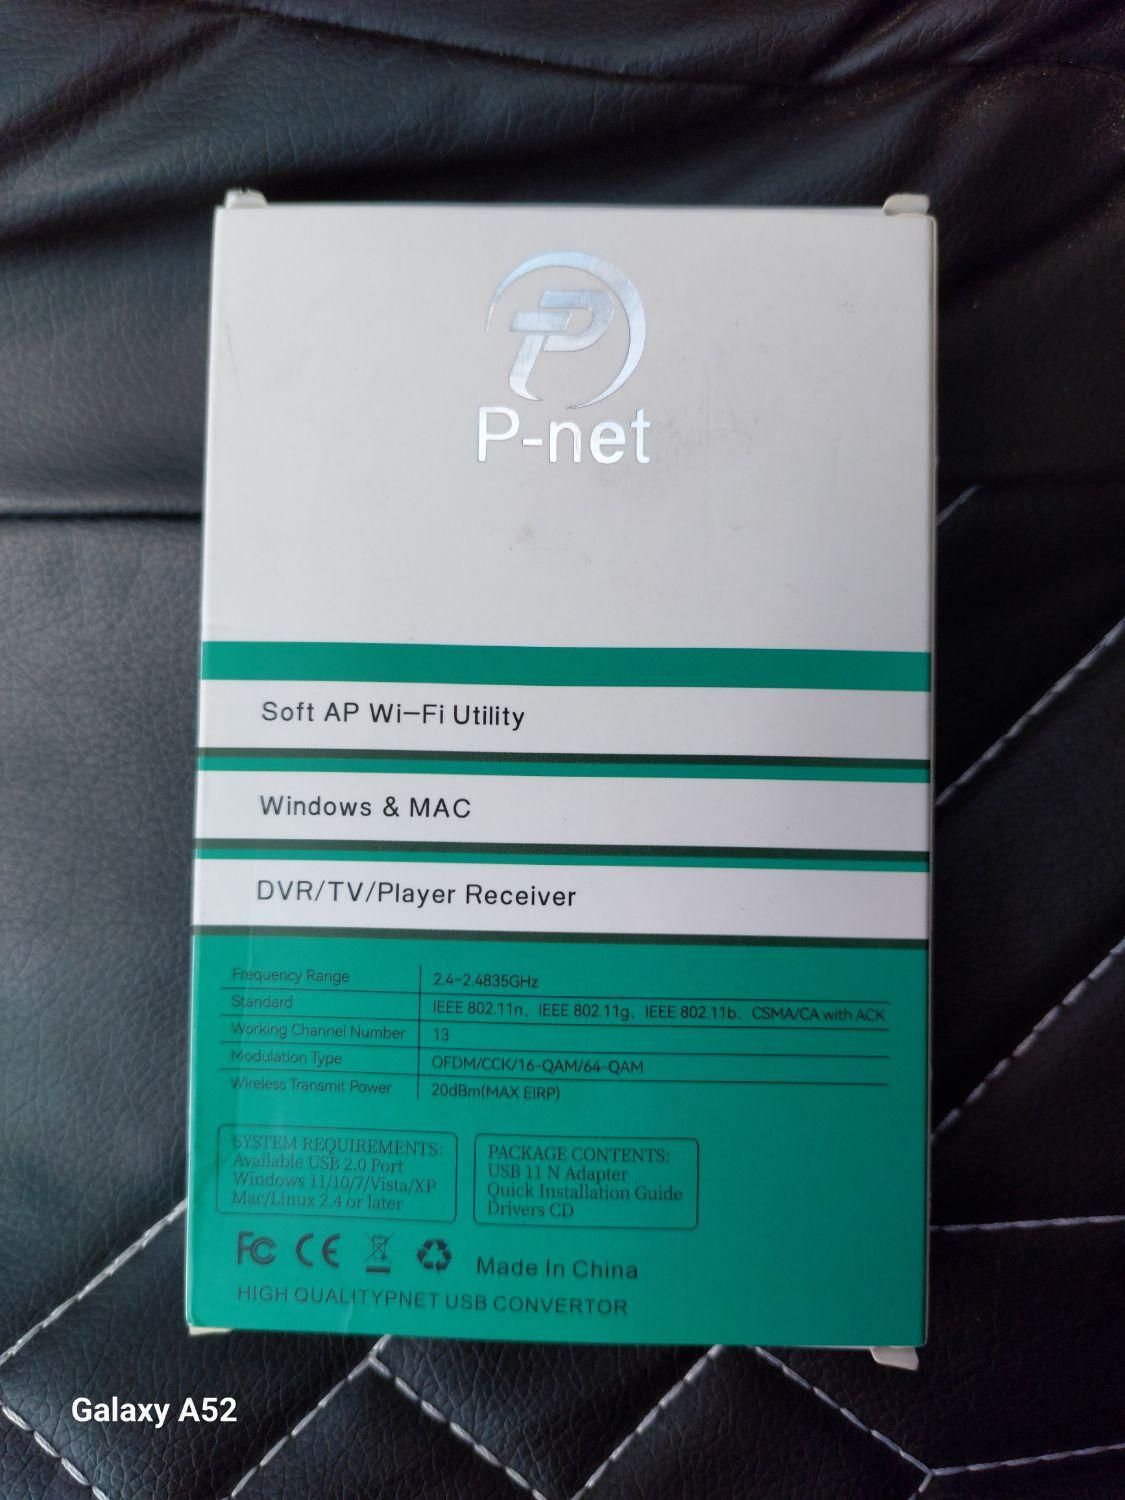 P-net
Soft AP Wi-Fi Utility
Windows & MAC
DVR/TV/Player Receiver
Frequency Range 2.4~2.4835GHz
Standard IEEE 802.11n、IEEE 802.11g、IEEE 802.11b、CSMA/CA with ACK
Working Channel Number 13
Modulation Type OFDM/CCK/16-QAM/64-QAM
Wireless Transmit Power 20dBm(MAX EIRP)
SYSTEM REQUIREMENTS:
Available USB 2.0 Port
Windows 11/10/7/Vista/XP
Mac/Linux 2.4 or later
PACKAGE CONTENTS:
USB 11 N Adapter
Quick Installation Guide
Drivers CD
FC CE Made In China
HIGH QUALITYPNET USB CONVERTOR
Galaxy A52